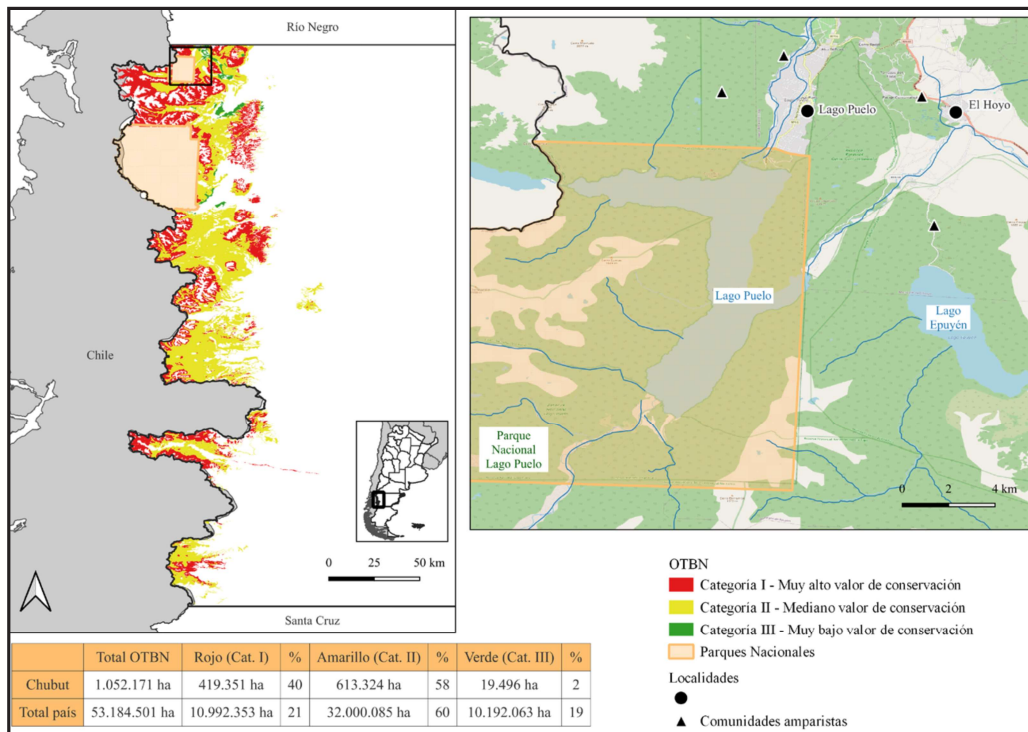 Río Negro
Chile
0 25 50 km
Santa Cruz
Lago Puelo
El Hoyo
Lago Puelo
Lago
Epuyén
Parque
Nacional
Lago Puelo
0 2 4 km
OTBN
Categoría I - Muy alto valor de conservación
Categoría II - Mediano valor de conservación
Categoría III - Muy bajo valor de conservación
Parques Nacionales
Localidades
Comunidades amparistas
Total OTBN Rojo (Cat. I) % Amarillo (Cat. II) % Verde (Cat. III) %
Chubut 1.052.171 ha 419.351 ha 40 613.324 ha 58 19.496 ha 2
Total país 53.184.501 ha 10.992.353 ha 21 32.000.085 ha 60 10.192.063 ha 19